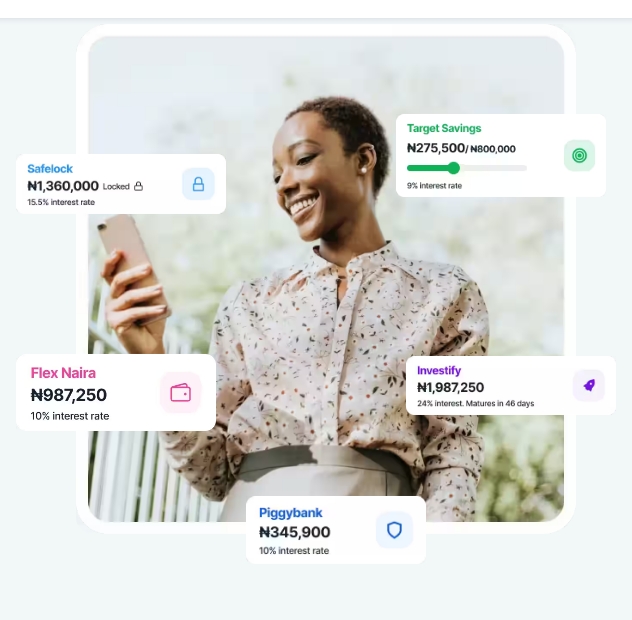 Target Savings
₦275,500/ ₦800,000
9% interest rate
Safelock
₦1,360,000 Locked
15.5% interest rate
Flex Naira
₦987,250
10% interest rate
Investify
₦1,987,250
24% interest. Matures in 46 days
Piggybank
₦345,900
10% interest rate